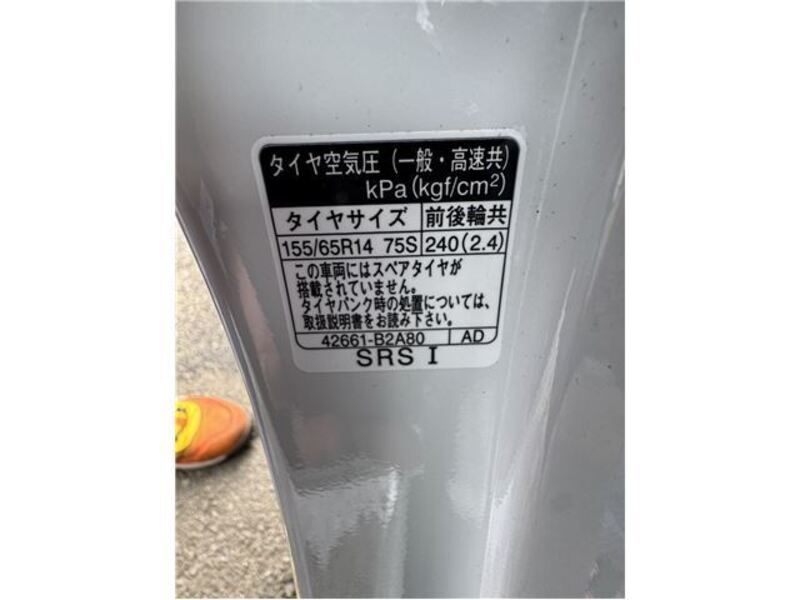 タイヤ空気圧（一般・高速共）
kPa(kgf/cm²)
タイヤサイズ 前後輪共
155/65R14 75S 240(2.4)
この車両にはスペアタイヤが
搭載されていません。
タイヤパンク時の処置については、
取扱説明書をお読み下さい。
42661-B2A80 AD
SRS I